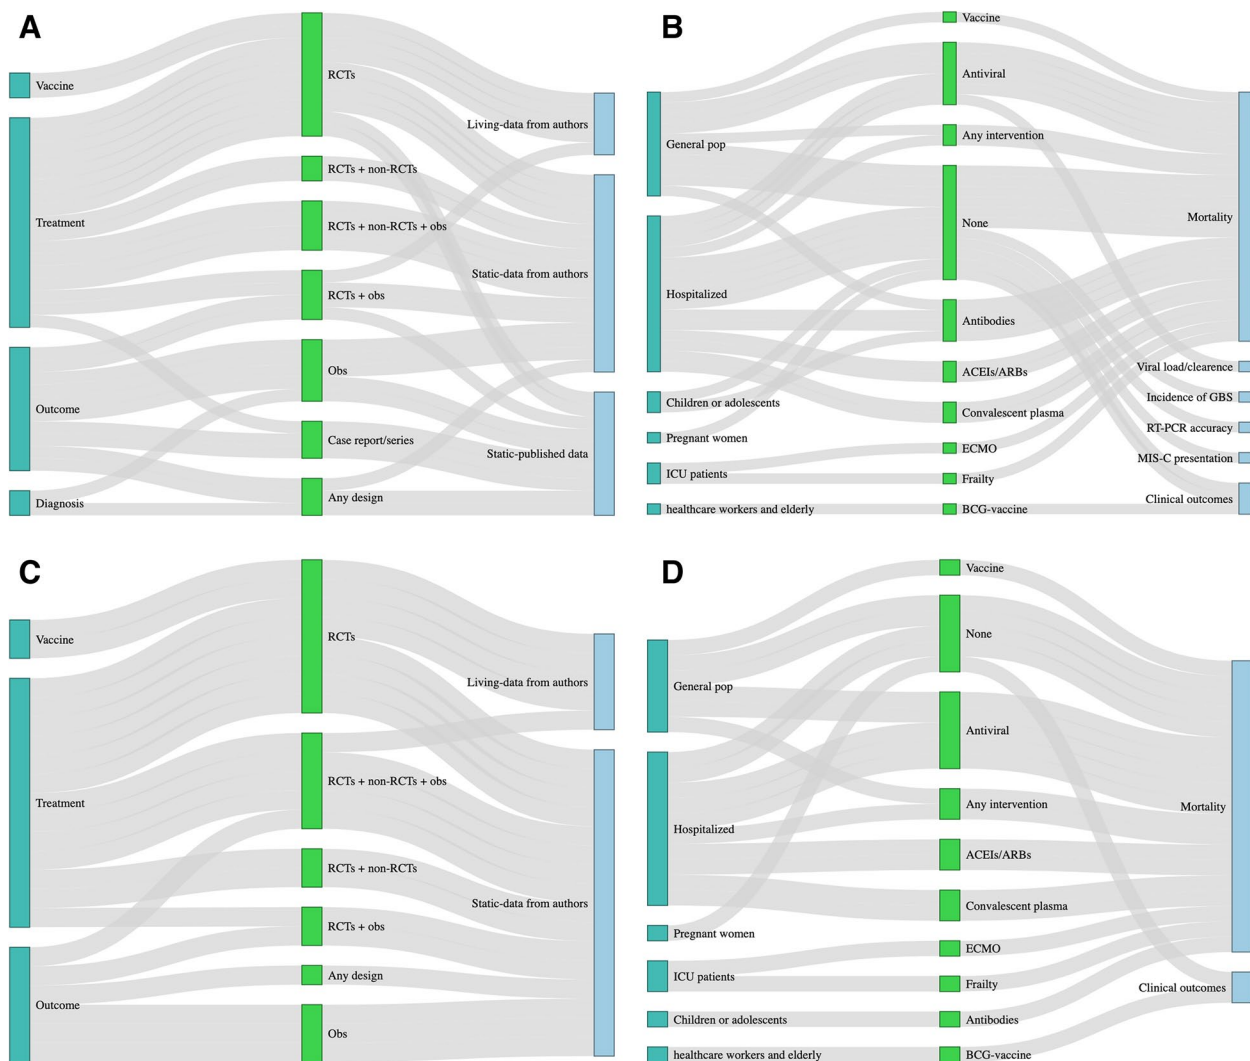 A
Vaccine
Treatment
Outcome
Diagnosis
RCTs
RCTs + non-RCTs
RCTs + non-RCTs + obs
RCTs + obs
Obs
Case report/series
Any design
Living-data from authors
Static-data from authors
Static-published data
B
General pop
Hospitalized
Children or adolescents
Pregnant women
ICU patients
healthcare workers and elderly
Vaccine
Antiviral
Any intervention
None
Antibodies
ACEIs/ARBs
Convalescent plasma
ECMO
Frailty
BCG-vaccine
Mortality
Viral load/clearence
Incidence of GBS
RT-PCR accuracy
MIS-C presentation
Clinical outcomes
C
Vaccine
Treatment
Outcome
RCTs
RCTs + non-RCTs + obs
RCTs + non-RCTs
RCTs + obs
Any design
Obs
Living-data from authors
Static-data from authors
D
General pop
Hospitalized
Pregnant women
ICU patients
Children or adolescents
healthcare workers and elderly
Vaccine
None
Antiviral
Any intervention
ACEIs/ARBs
Convalescent plasma
ECMO
Frailty
Antibodies
BCG-vaccine
Mortality
Clinical outcomes